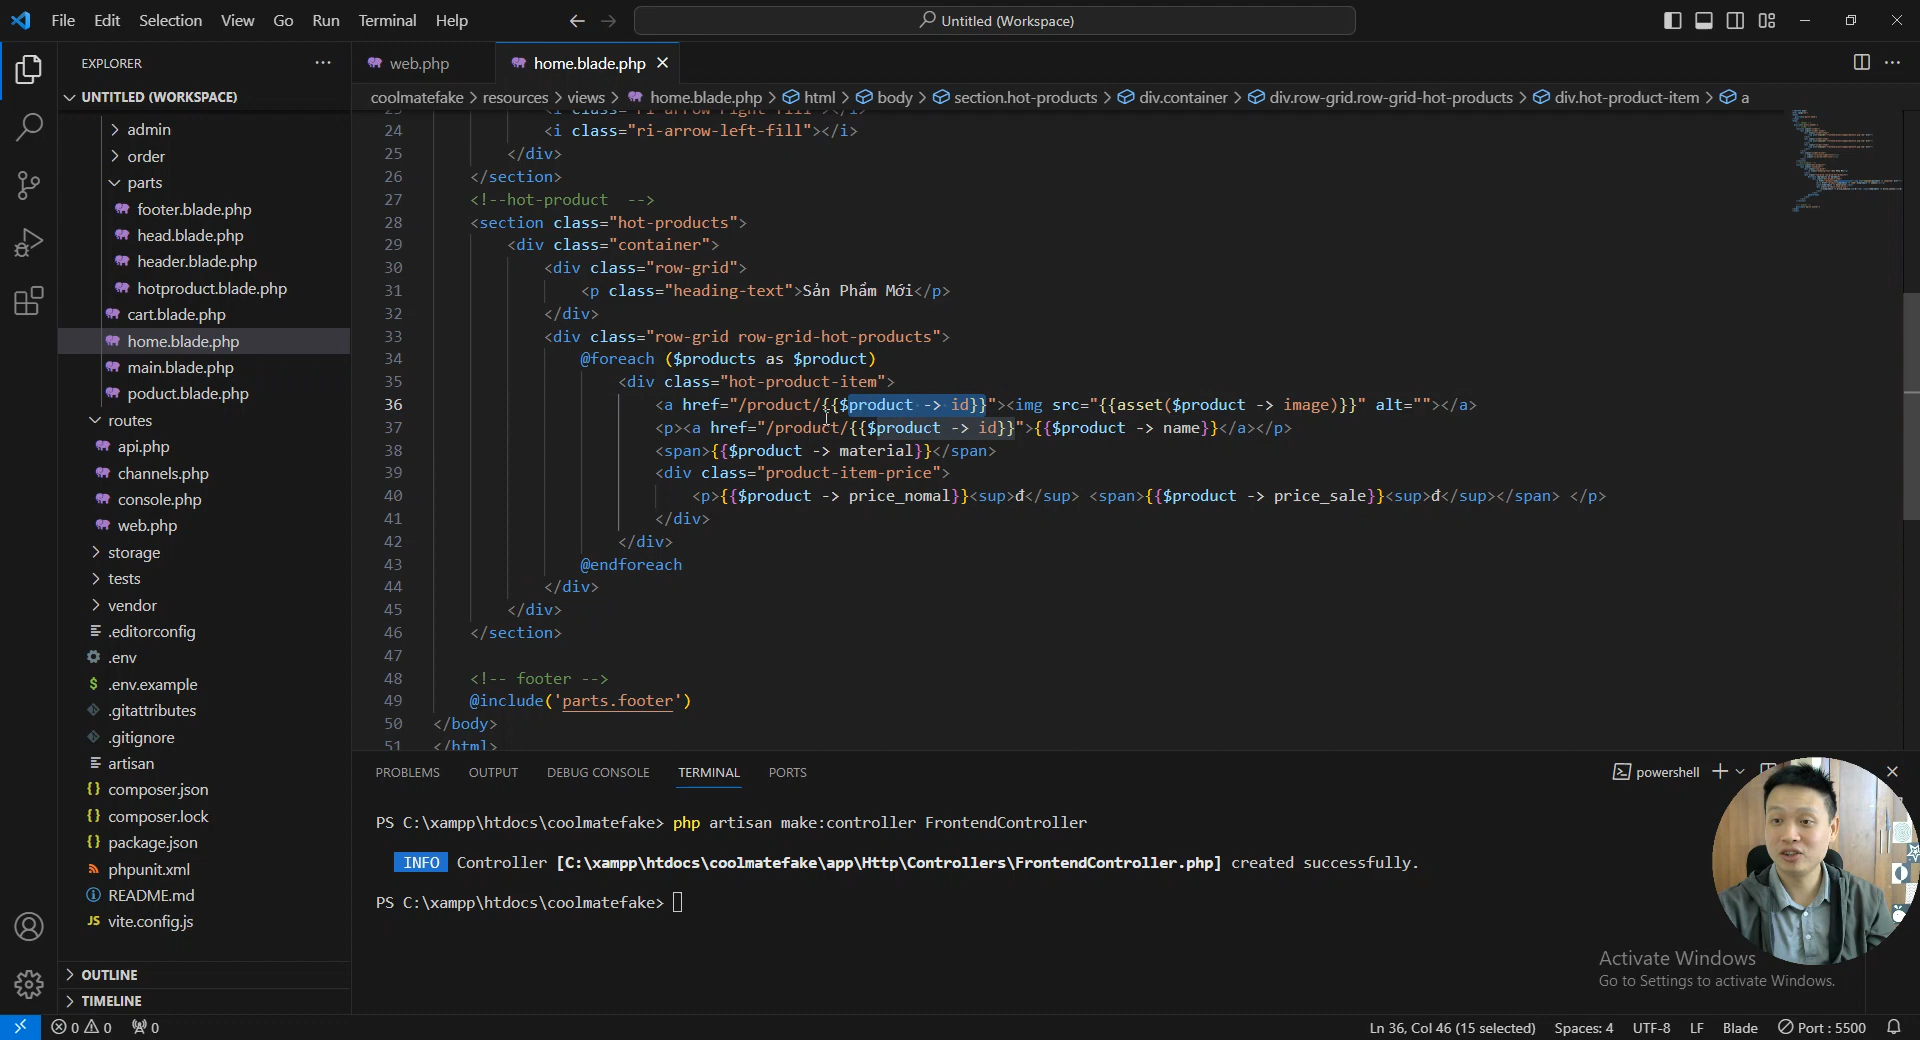 File Edit Selection View Go Run Terminal Help
Untitled (Workspace)
EXPLORER
UNTITLED (WORKSPACE)
admin
order
parts
footer.blade.php
head.blade.php
header.blade.php
hotproduct.blade.php
cart.blade.php
home.blade.php
main.blade.php
poduct.blade.php
routes
api.php
channels.php
console.php
web.php
storage
tests
vendor
.editorconfig
.env
.env.example
.gitattributes
.gitignore
artisan
composer.json
composer.lock
package.json
phpunit.xml
README.md
vite.config.js
OUTLINE
TIMELINE
web.php home.blade.php
coolmatefake > resources > views > home.blade.php > html > body > section.hot-products > div.container > div.row-grid.row-grid-hot-products > div.hot-product-item > a
24 <i class="ri-arrow-left-fill"></i>
25 </div>
26 </section>
27 <!--hot-product -->
28 <section class="hot-products">
29 <div class="container">
30 <div class="row-grid">
31 <p class="heading-text">Sản Phẩm Mới</p>
32 </div>
33 <div class="row-grid row-grid-hot-products">
34 @foreach ($products as $product)
35 <div class="hot-product-item">
36 <a href="/product/{{$product -> id}}"><img src="{{asset($product -> image)}}" alt=""></a>
37 <p><a href="/product/{{$product -> id}}">{{$product -> name}}</a></p>
38 <span>{{$product -> material}}</span>
39 <div class="product-item-price">
40 <p>{{$product -> price_nomal}}<sup>đ</sup> <span>{{$product -> price_sale}}<sup>đ</sup></span> </p>
41 </div>
42 </div>
43 @endforeach
44 </div>
45 </div>
46 </section>
47
48 <!-- footer -->
49 @include('parts.footer')
50 </body>
51 </html>
PROBLEMS OUTPUT DEBUG CONSOLE TERMINAL PORTS
powershell
PS C:\xampp\htdocs\coolmatefake> php artisan make:controller FrontendController
INFO Controller [C:\xampp\htdocs\coolmatefake\app\Http\Controllers\FrontendController.php] created successfully.
PS C:\xampp\htdocs\coolmatefake>
Activate Windows
Go to Settings to activate Windows.
0 0 0
Ln 36, Col 46 (15 selected) Spaces: 4 UTF-8 LF Blade Port : 5500